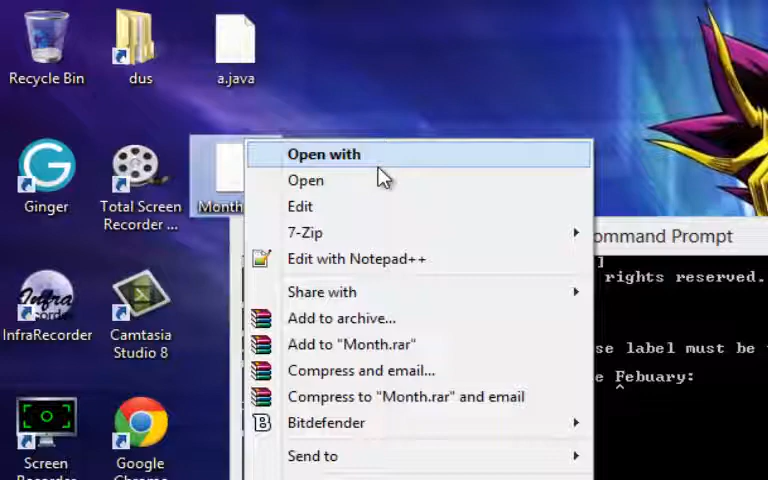 Recycle Bin
dus
a.java
Ginger
Total Screen
Recorder ...
Month
InfraRecorder
Camtasia
Studio 8
Screen
Google
Chrome
Open with
Open
Edit
7-Zip
Edit with Notepad++
Share with
Add to archive...
Add to "Month.rar"
Compress and email...
Compress to "Month.rar" and email
Bitdefender
Send to
ommand Prompt
]
rights reserved.
se label must be
e Febuary:
^